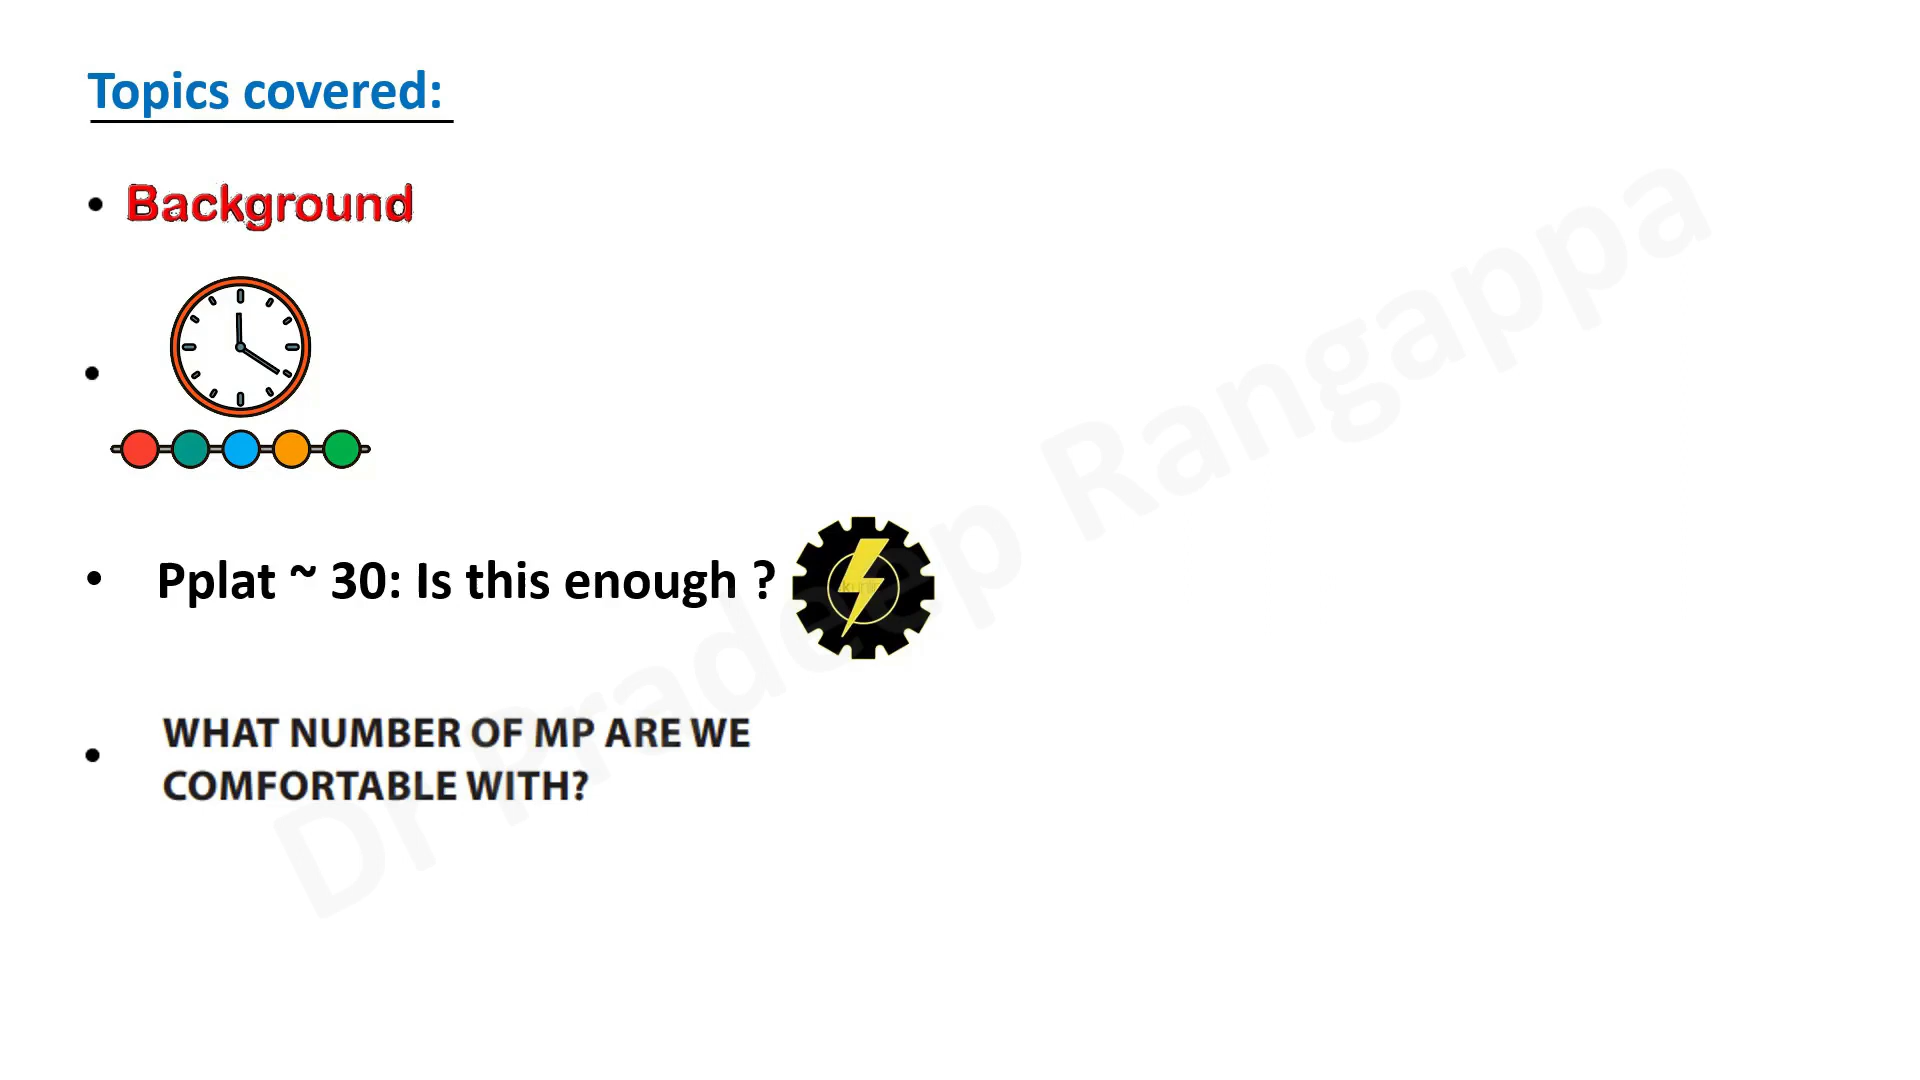 Topics covered:
• Background
•
• Pplat ~ 30: Is this enough ?
• WHAT NUMBER OF MP ARE WE
COMFORTABLE WITH?
Dr Pradeep Rangappa